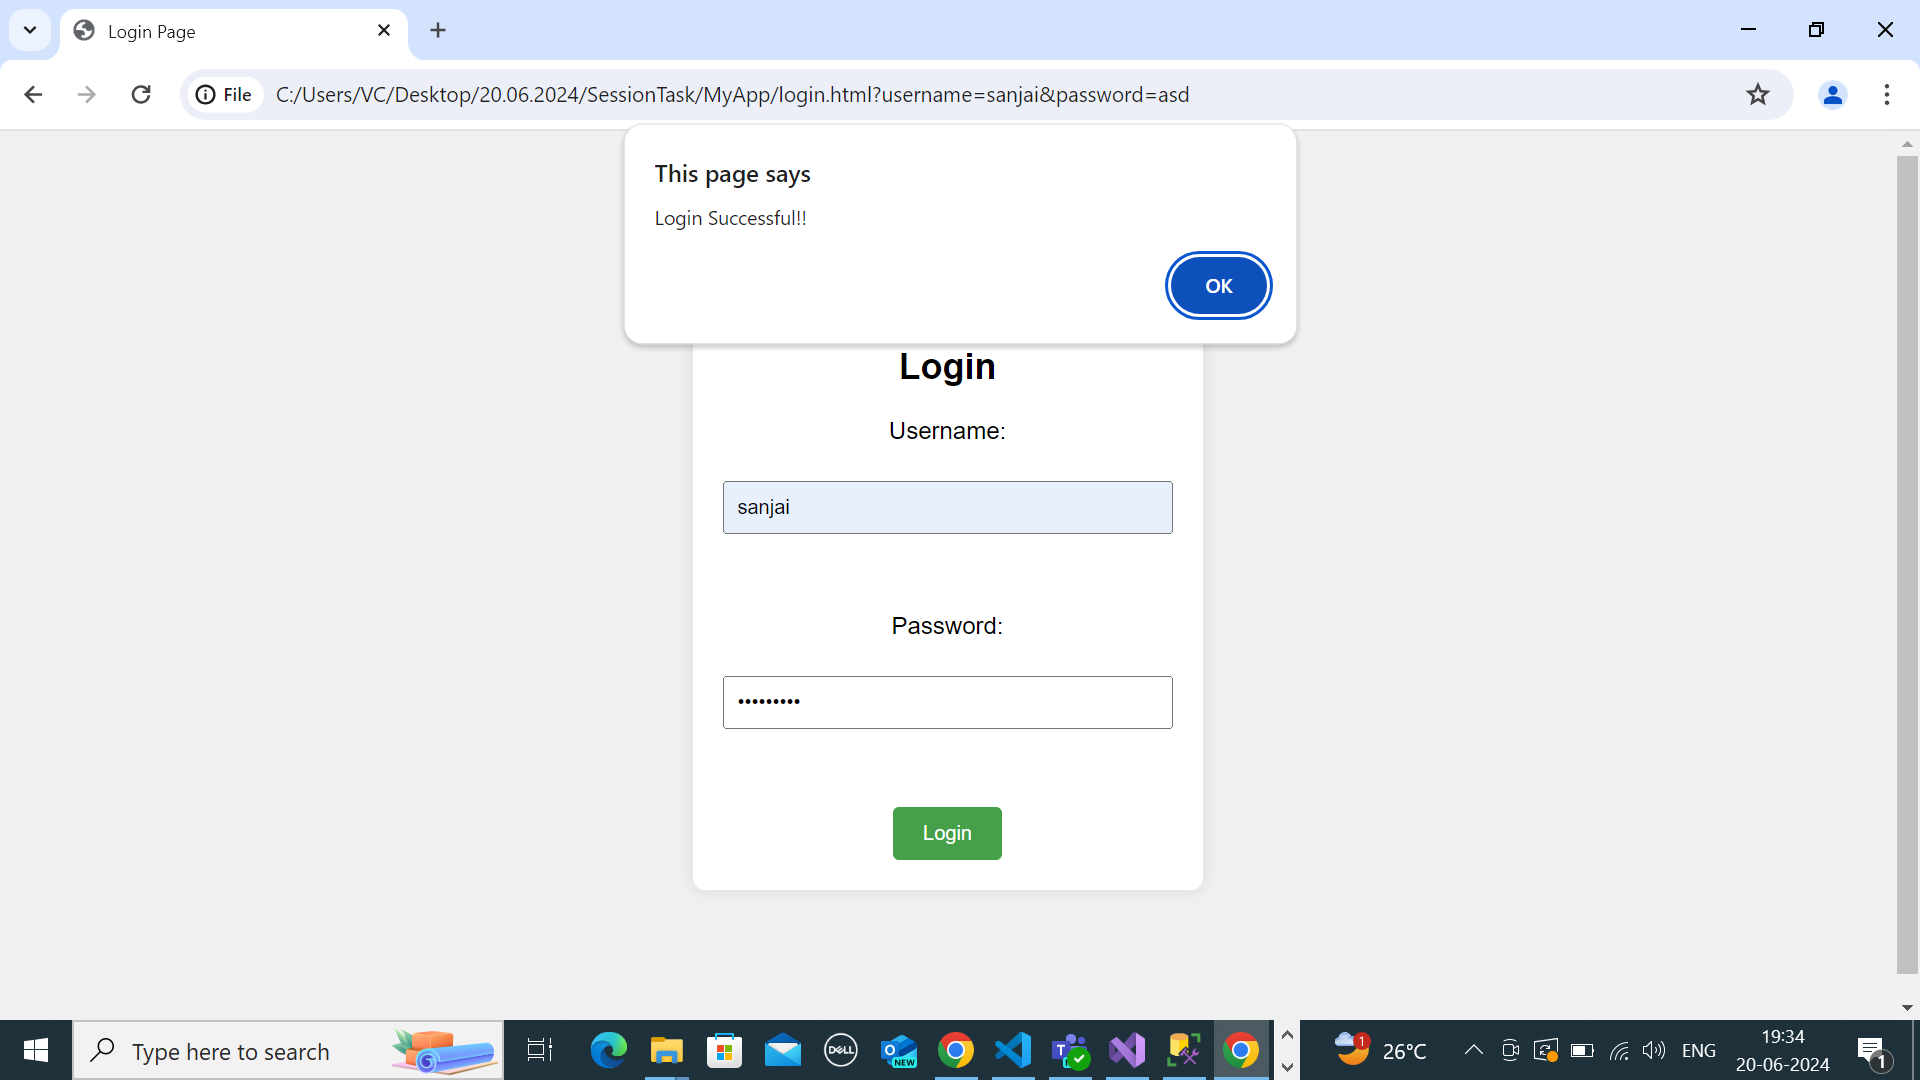 Login Page
File
C:/Users/VC/Desktop/20.06.2024/SessionTask/MyApp/login.html?username=sanjai&password=asd
This page says
Login Successful!!
OK
Login
Username:
sanjai
Password:
•••••••••
Login
Type here to search
DELL
NEW
1
26°C
ENG
19:34
20-06-2024
1